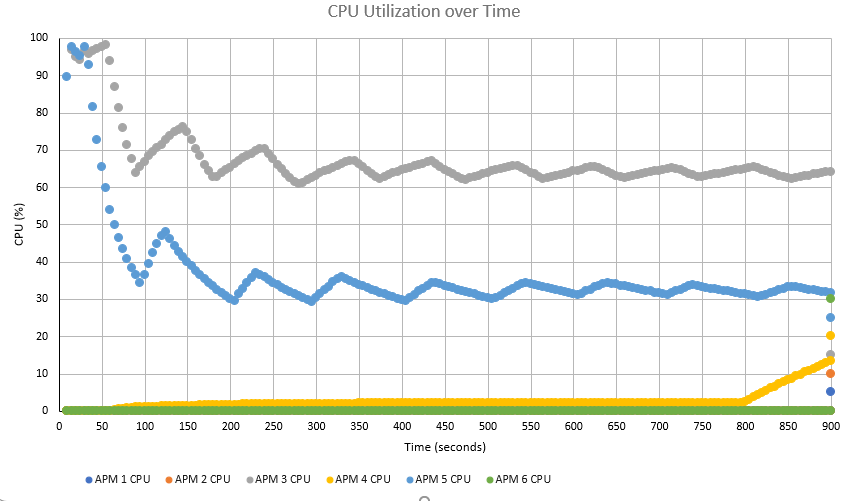 CPU Utilization over Time
100
90
80
70
60
50
40
30
20
10
0
CPU (%)
0 50 100 150 200 250 300 350 400 450 500 550 600 650 700 750 800 850 900
Time (seconds)
APM 1 CPU APM 2 CPU APM 3 CPU APM 4 CPU APM 5 CPU APM 6 CPU